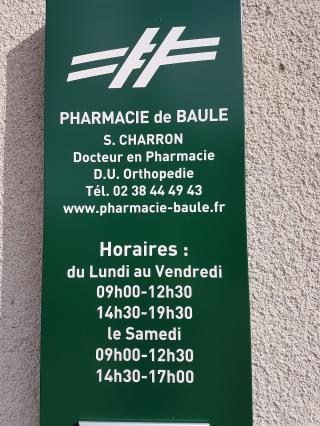 PHARMACIE de BAULE
S. CHARRON
Docteur en Pharmacie
D.U. Orthopedie
Tél. 02 38 44 49 43
www.pharmacie-baule.fr
Horaires :
du Lundi au Vendredi
09h00-12h30
14h30-19h30
le Samedi
09h00-12h30
14h30-17h00